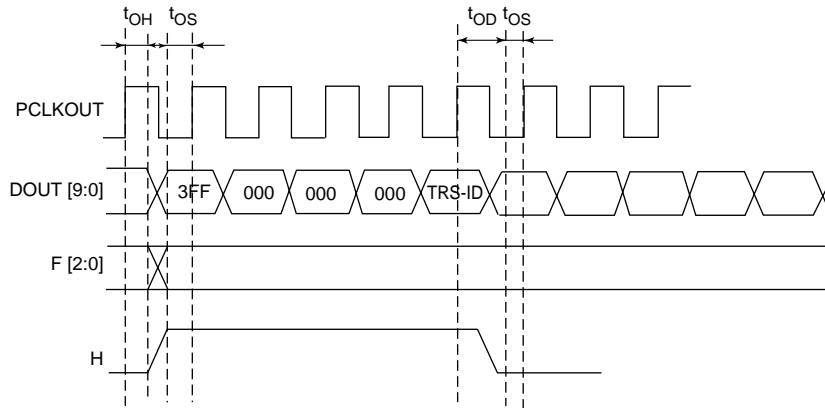 tOH tOS tOD tOS
PCLKOUT
DOUT [9:0] 3FF 000 000 000 TRS-ID
F [2:0]
H